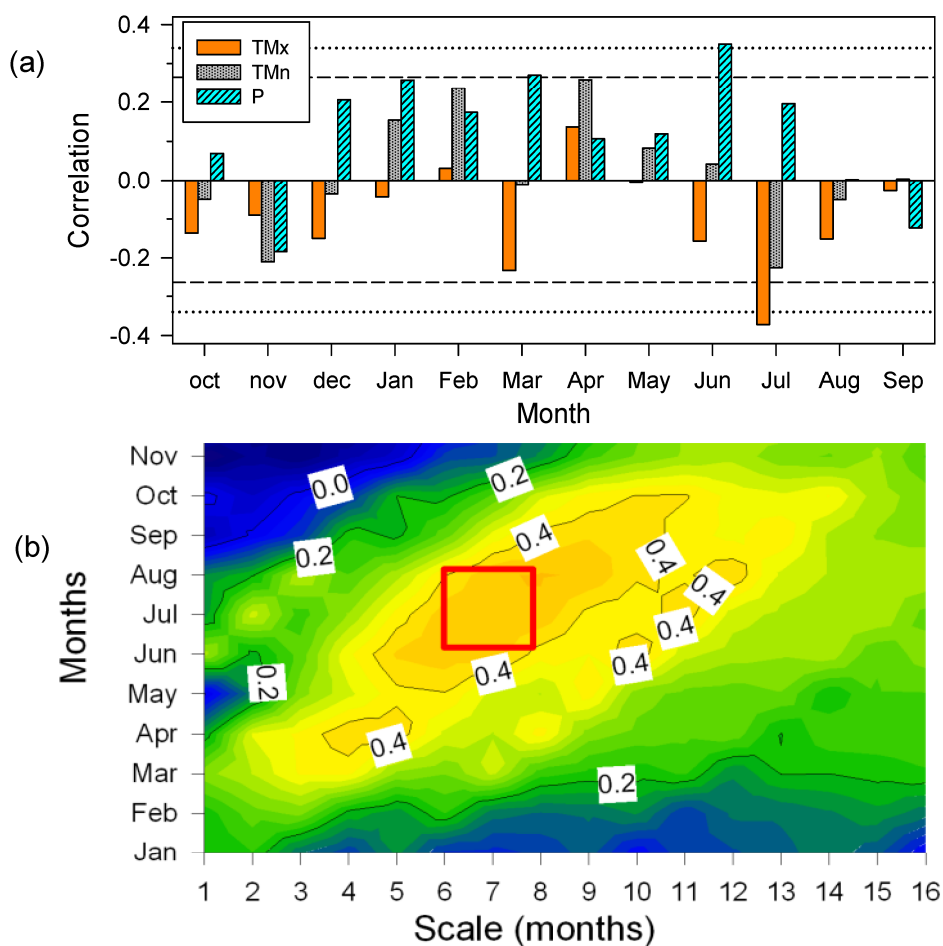 (a)
0.4
0.2
0.0
-0.2
-0.4
Correlation
TMx
TMn
P
oct nov dec Jan Feb Mar Apr May Jun Jul Aug Sep
Month
(b)
Months
Nov
Oct
Sep
Aug
Jul
Jun
May
Apr
Mar
Feb
Jan
0.0
0.2
0.2
0.4
0.4
0.4
0.4
0.4
0.4
0.2
0.4
0.2
1 2 3 4 5 6 7 8 9 10 11 12 13 14 15 16
Scale (months)